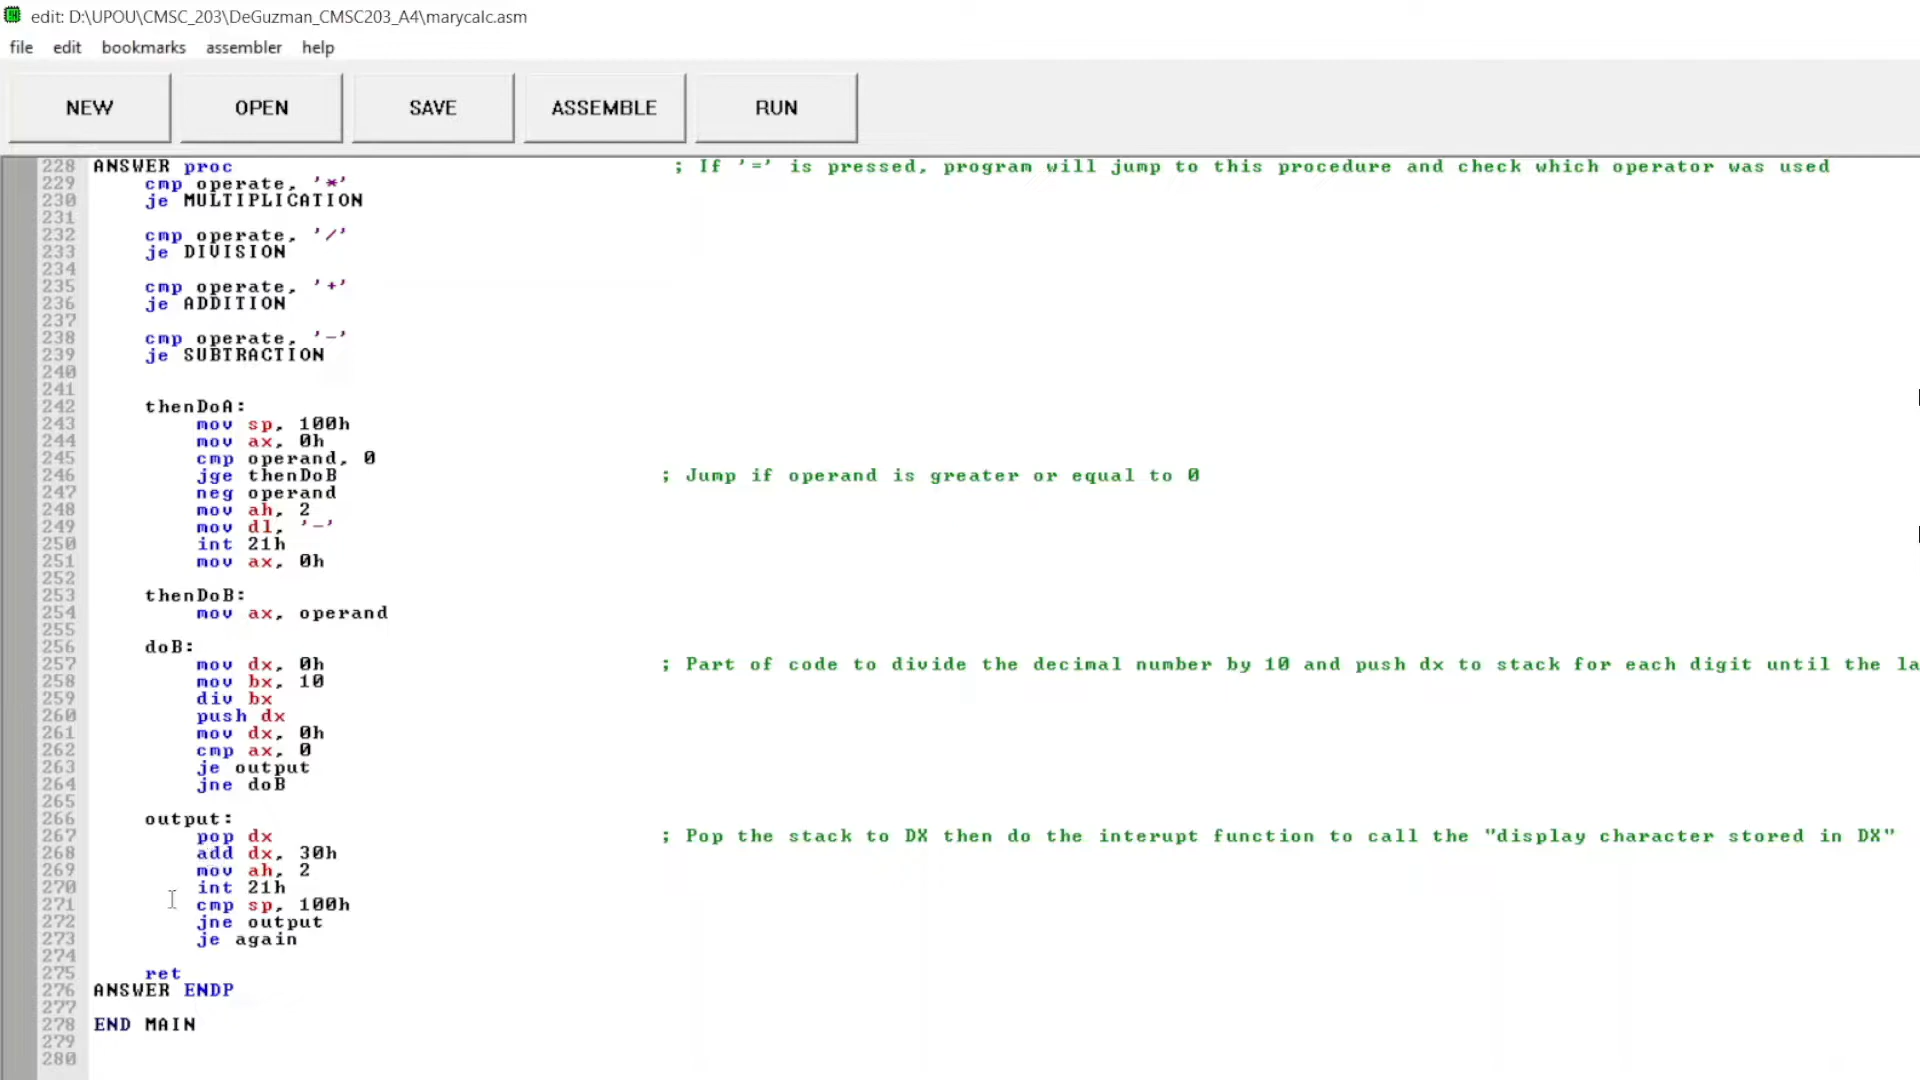 edit: D:\UPOU\CMSC_203\DeGuzman_CMSC203_A4\marycalc.asm
file edit bookmarks assembler help
NEW OPEN SAVE ASSEMBLE RUN
228 ANSWER proc ; If '=' is pressed, program will jump to this procedure and check which operator was used
229 cmp operate, '*'
230 je MULTIPLICATION
231
232 cmp operate, '/'
233 je DIVISION
234
235 cmp operate, '+'
236 je ADDITION
237
238 cmp operate, '-'
239 je SUBTRACTION
240
241
242 thenDoA:
243 mov sp, 100h
244 mov ax, 0h
245 cmp operand, 0
246 jge thenDoB ; Jump if operand is greater or equal to 0
247 neg operand
248 mov ah, 2
249 mov dl, '-'
250 int 21h
251 mov ax, 0h
252
253 thenDoB:
254 mov ax, operand
255
256 doB:
257 mov dx, 0h ; Part of code to divide the decimal number by 10 and push dx to stack for each digit until the la
258 mov bx, 10
259 div bx
260 push dx
261 mov dx, 0h
262 cmp ax, 0
263 je output
264 jne doB
265
266 output:
267 pop dx ; Pop the stack to DX then do the interupt function to call the "display character stored in DX"
268 add dx, 30h
269 mov ah, 2
270 int 21h
271 cmp sp, 100h
272 jne output
273 je again
274
275 ret
276 ANSWER ENDP
277
278 END MAIN
279
280